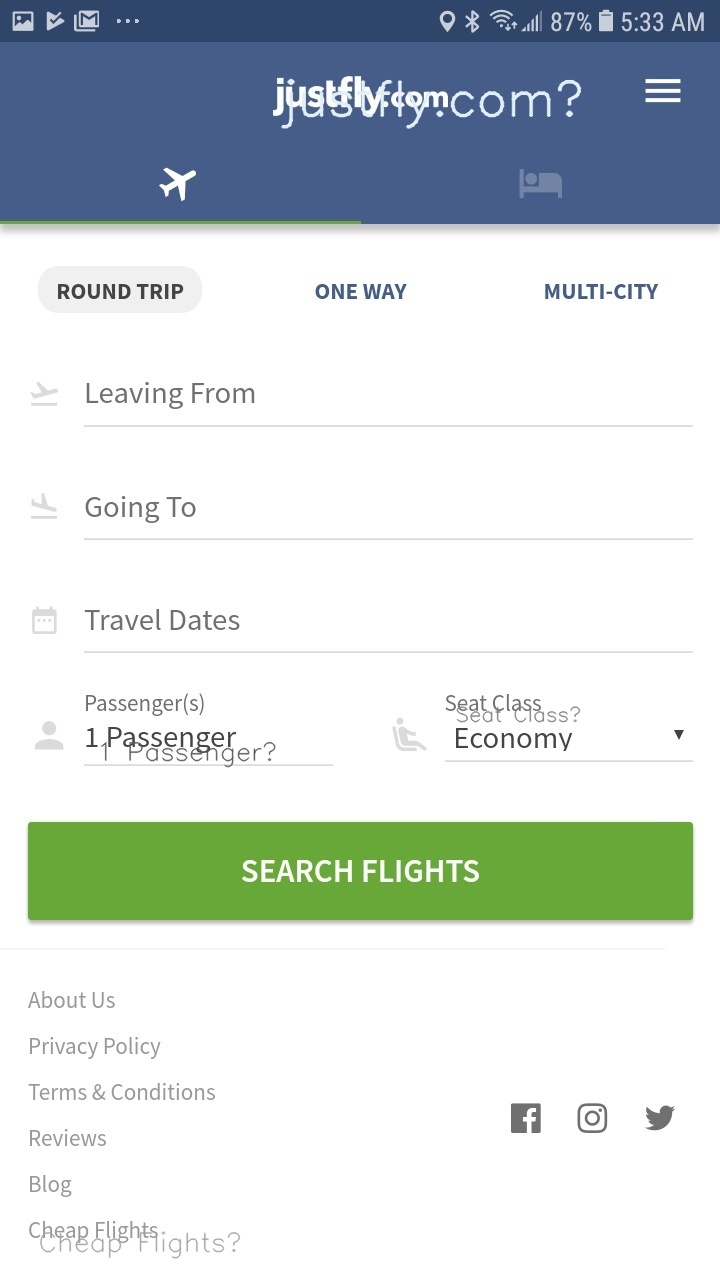 87% 5:33 AM
justfly.com
justfly.com?
ROUND TRIP ONE WAY MULTI-CITY
Leaving From
Going To
Travel Dates
Passenger(s) Seat Class
Seat Class?
1 Passenger Economy
1 Passenger?
SEARCH FLIGHTS
About Us
Privacy Policy
Terms & Conditions
Reviews
Blog
Cheap Flights
Cheap Flights?